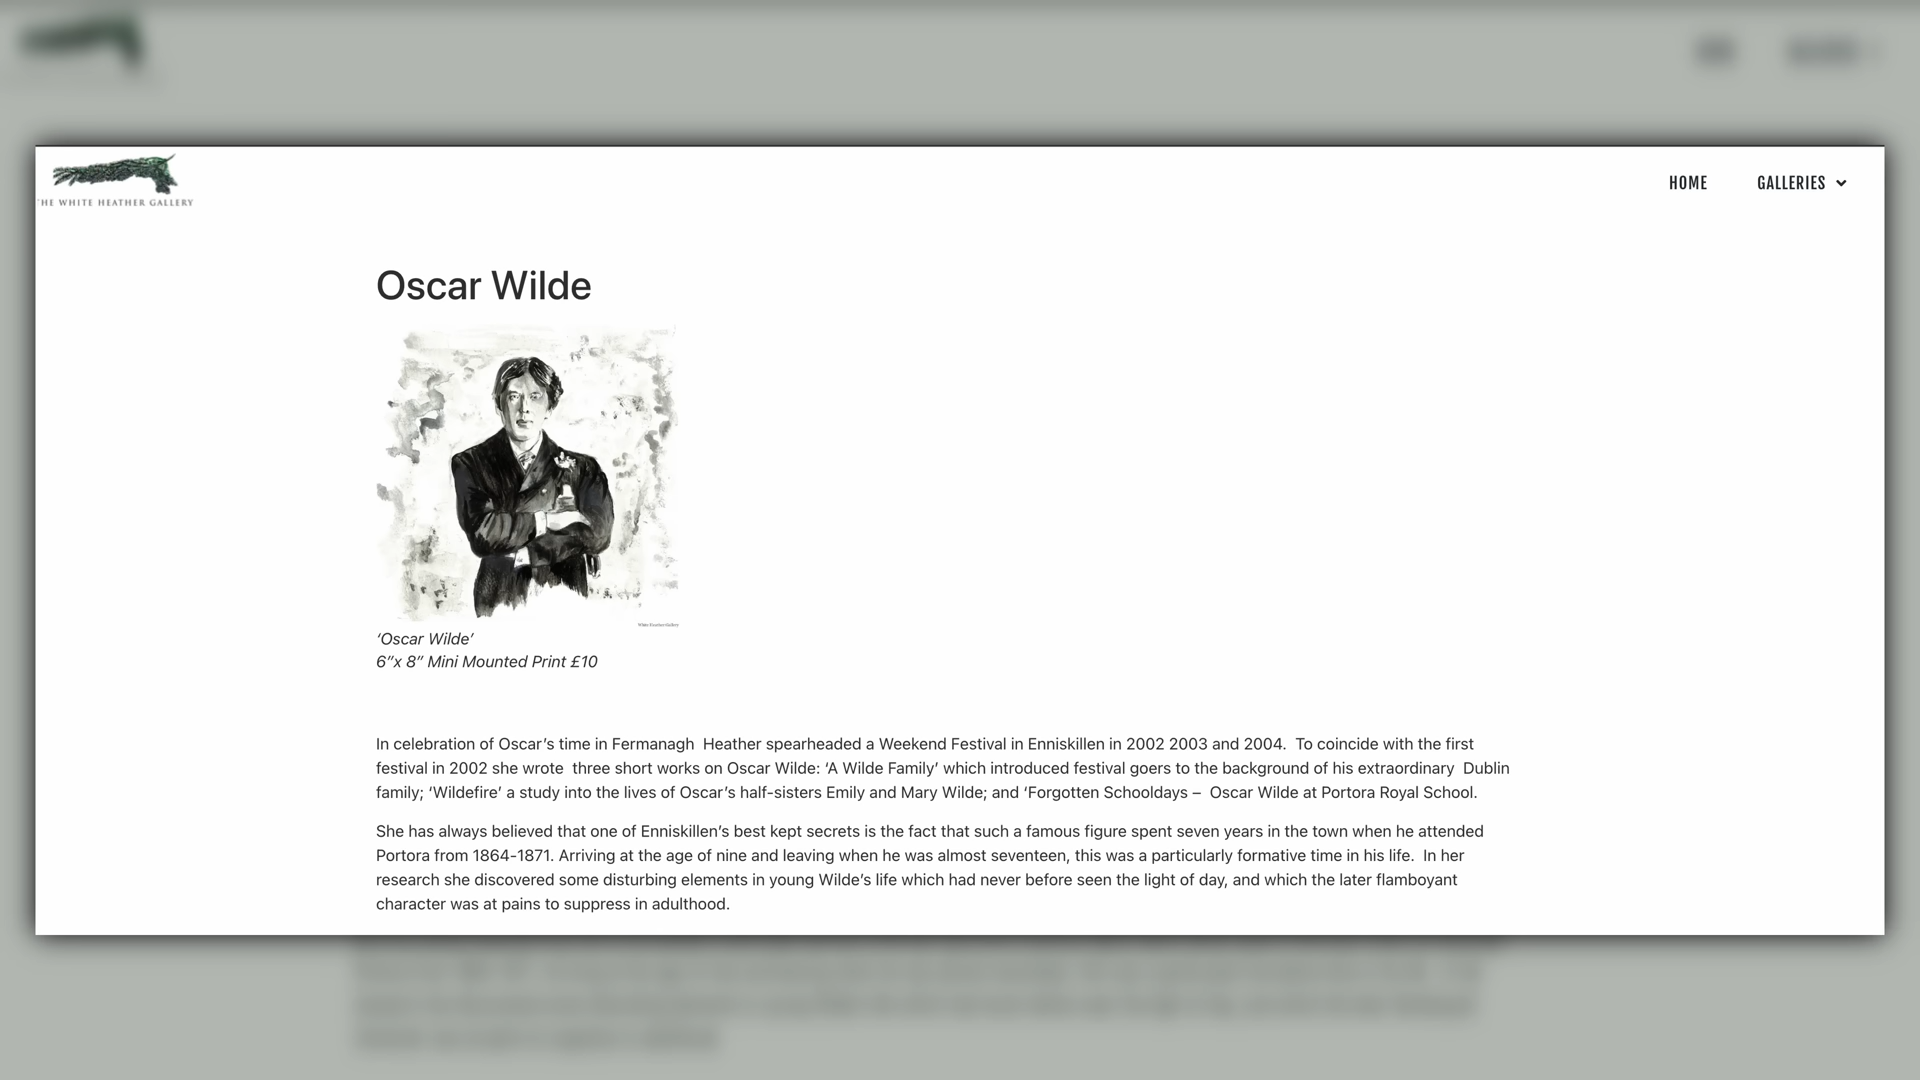 THE WHITE HEATHER GALLERY
HOME
GALLERIES
Oscar Wilde
White Heather Gallery
‘Oscar Wilde’
6”x 8” Mini Mounted Print £10
In celebration of Oscar’s time in Fermanagh  Heather spearheaded a Weekend Festival in Enniskillen in 2002 2003 and 2004.  To coincide with the first
festival in 2002 she wrote  three short works on Oscar Wilde: ‘A Wilde Family’ which introduced festival goers to the background of his extraordinary  Dublin
family; ‘Wildefire’ a study into the lives of Oscar’s half-sisters Emily and Mary Wilde; and ‘Forgotten Schooldays –  Oscar Wilde at Portora Royal School.
She has always believed that one of Enniskillen’s best kept secrets is the fact that such a famous figure spent seven years in the town when he attended
Portora from 1864-1871. Arriving at the age of nine and leaving when he was almost seventeen, this was a particularly formative time in his life.  In her
research she discovered some disturbing elements in young Wilde’s life which had never before seen the light of day, and which the later flamboyant
character was at pains to suppress in adulthood.